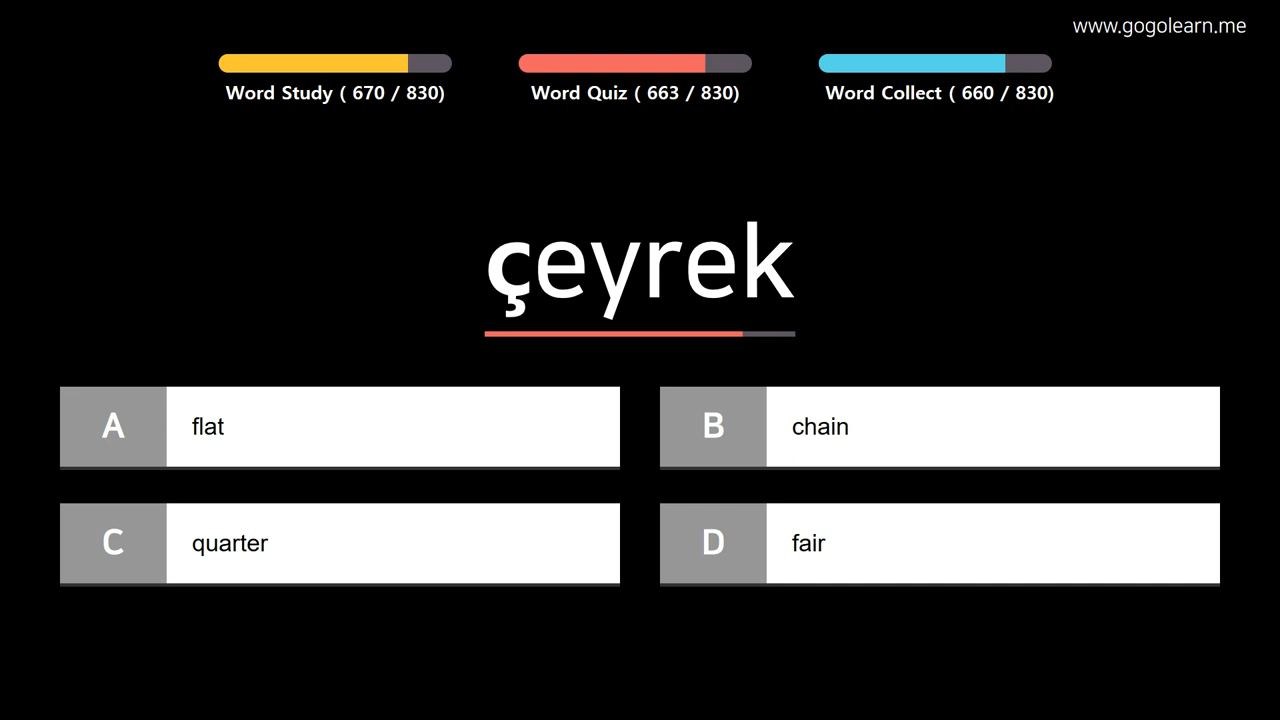 www.gogolearn.me
Word Study ( 670 / 830)
Word Quiz ( 663 / 830)
Word Collect ( 660 / 830)
çeyrek
A flat
B chain
C quarter
D fair